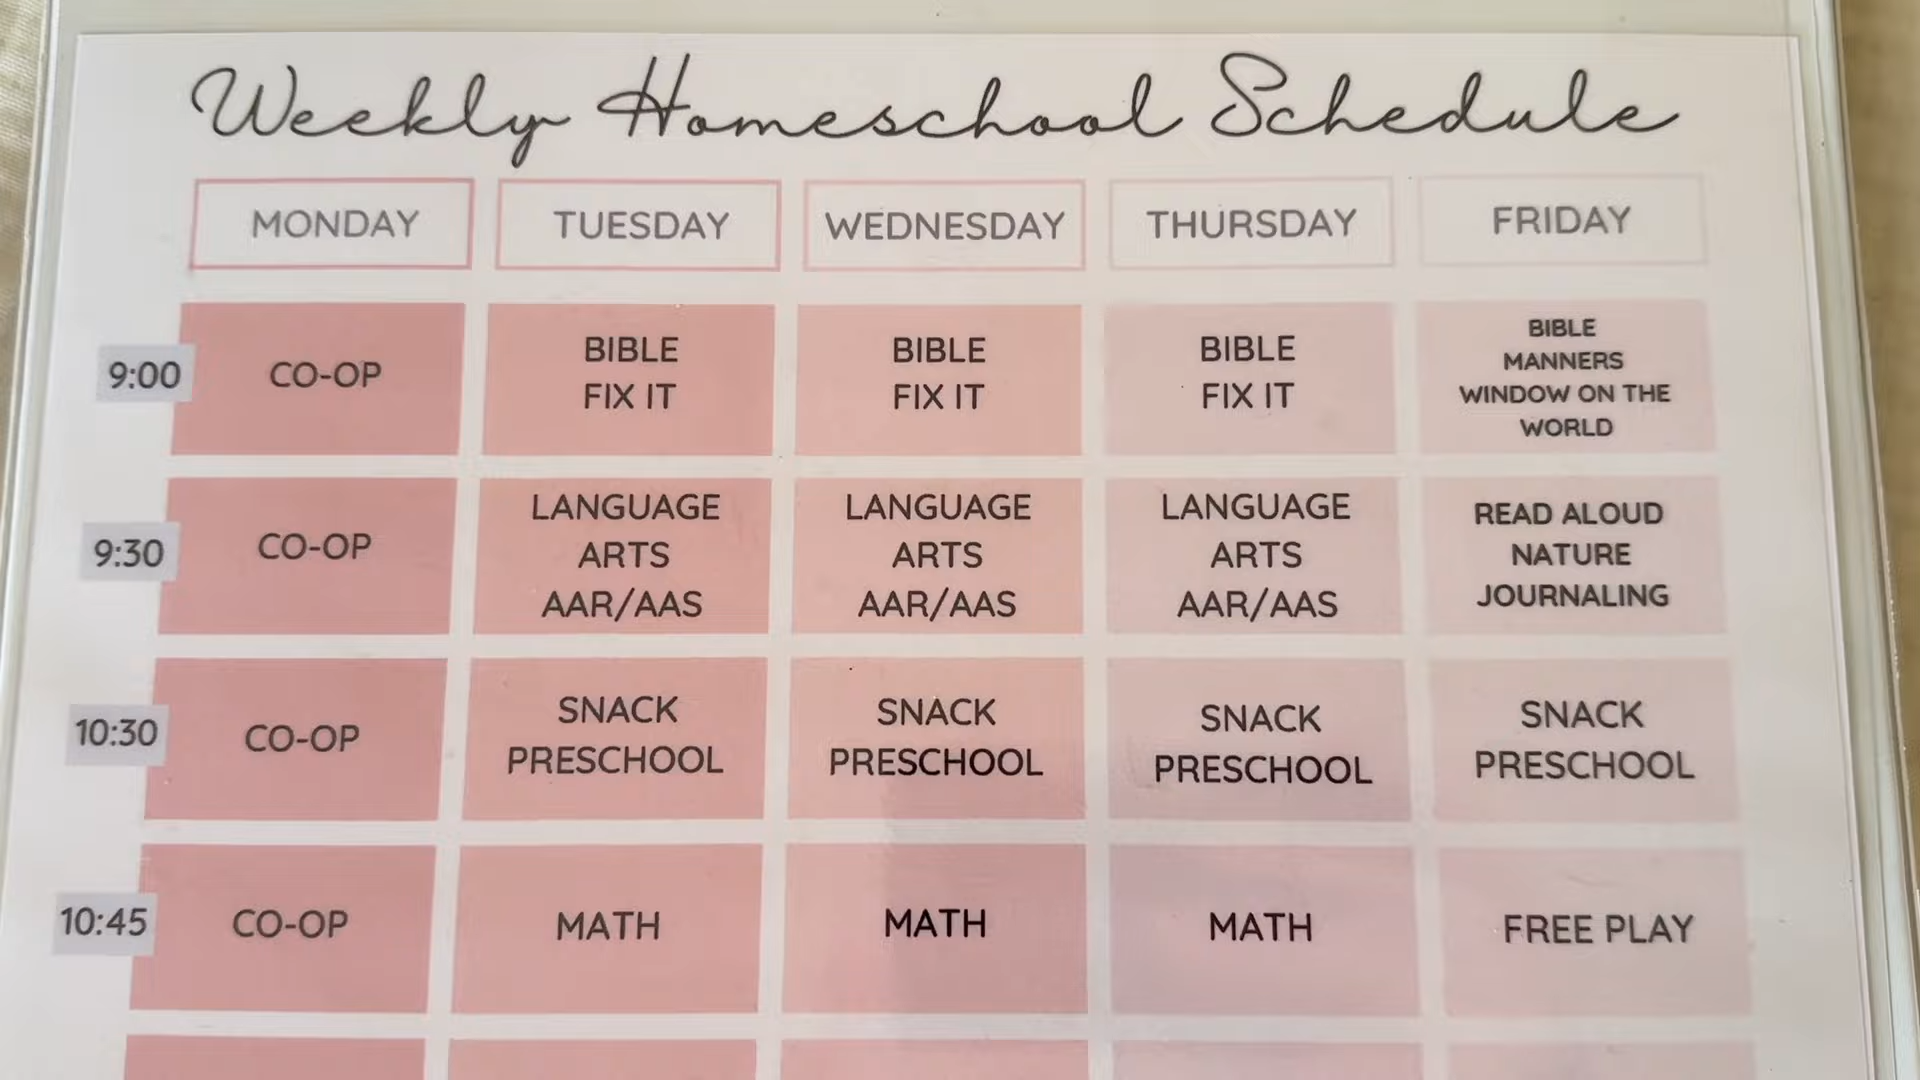 Weekly Homeschool Schedule
MONDAY TUESDAY WEDNESDAY THURSDAY FRIDAY
9:00
CO-OP
BIBLE
FIX IT
BIBLE
FIX IT
BIBLE
FIX IT
BIBLE
MANNERS
WINDOW ON THE
WORLD
9:30
CO-OP
LANGUAGE
ARTS
AAR/AAS
LANGUAGE
ARTS
AAR/AAS
LANGUAGE
ARTS
AAR/AAS
READ ALOUD
NATURE
JOURNALING
10:30
CO-OP
SNACK
PRESCHOOL
SNACK
PRESCHOOL
SNACK
PRESCHOOL
SNACK
PRESCHOOL
10:45
CO-OP
MATH
MATH
MATH
FREE PLAY